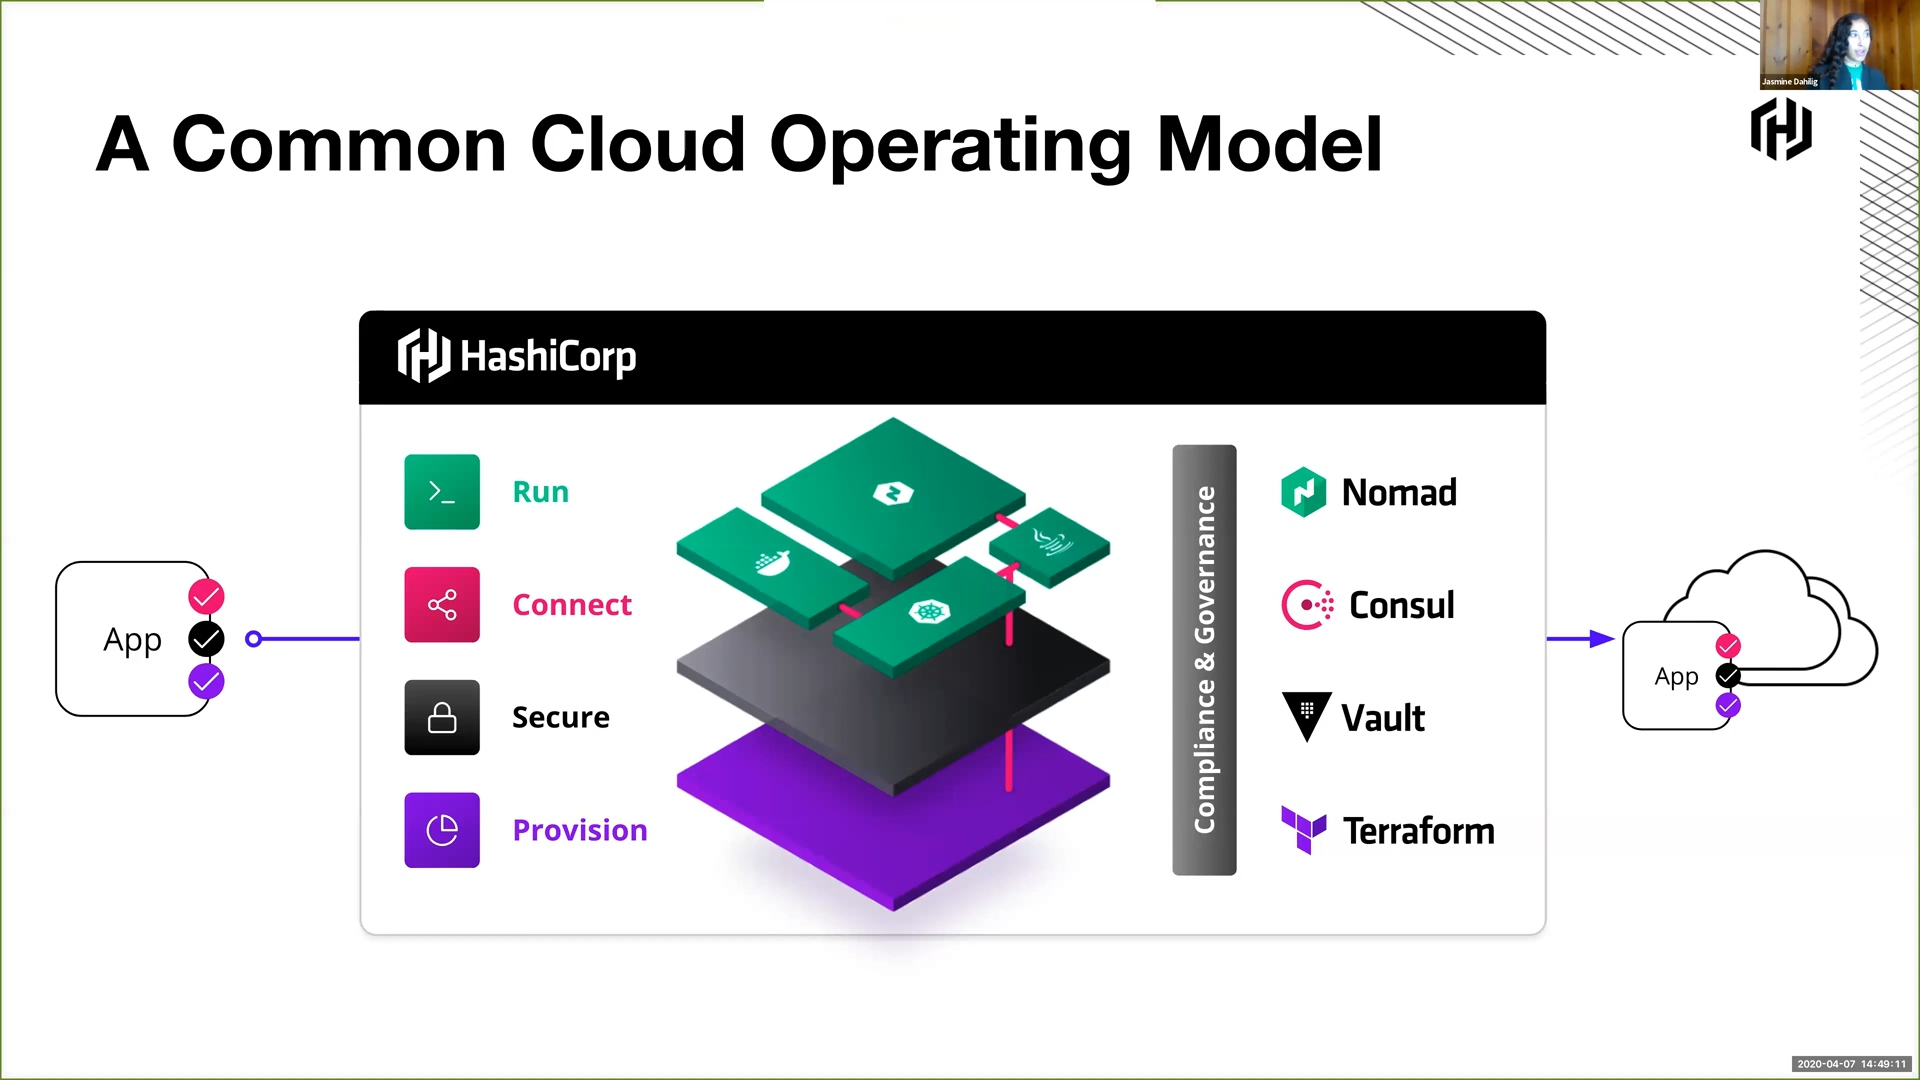 Jasmine Dahilig
A Common Cloud Operating Model
HashiCorp
Run
Connect
Secure
Provision
Compliance & Governance
Nomad
Consul
Vault
Terraform
App
App
2020-04-07 14:49:11